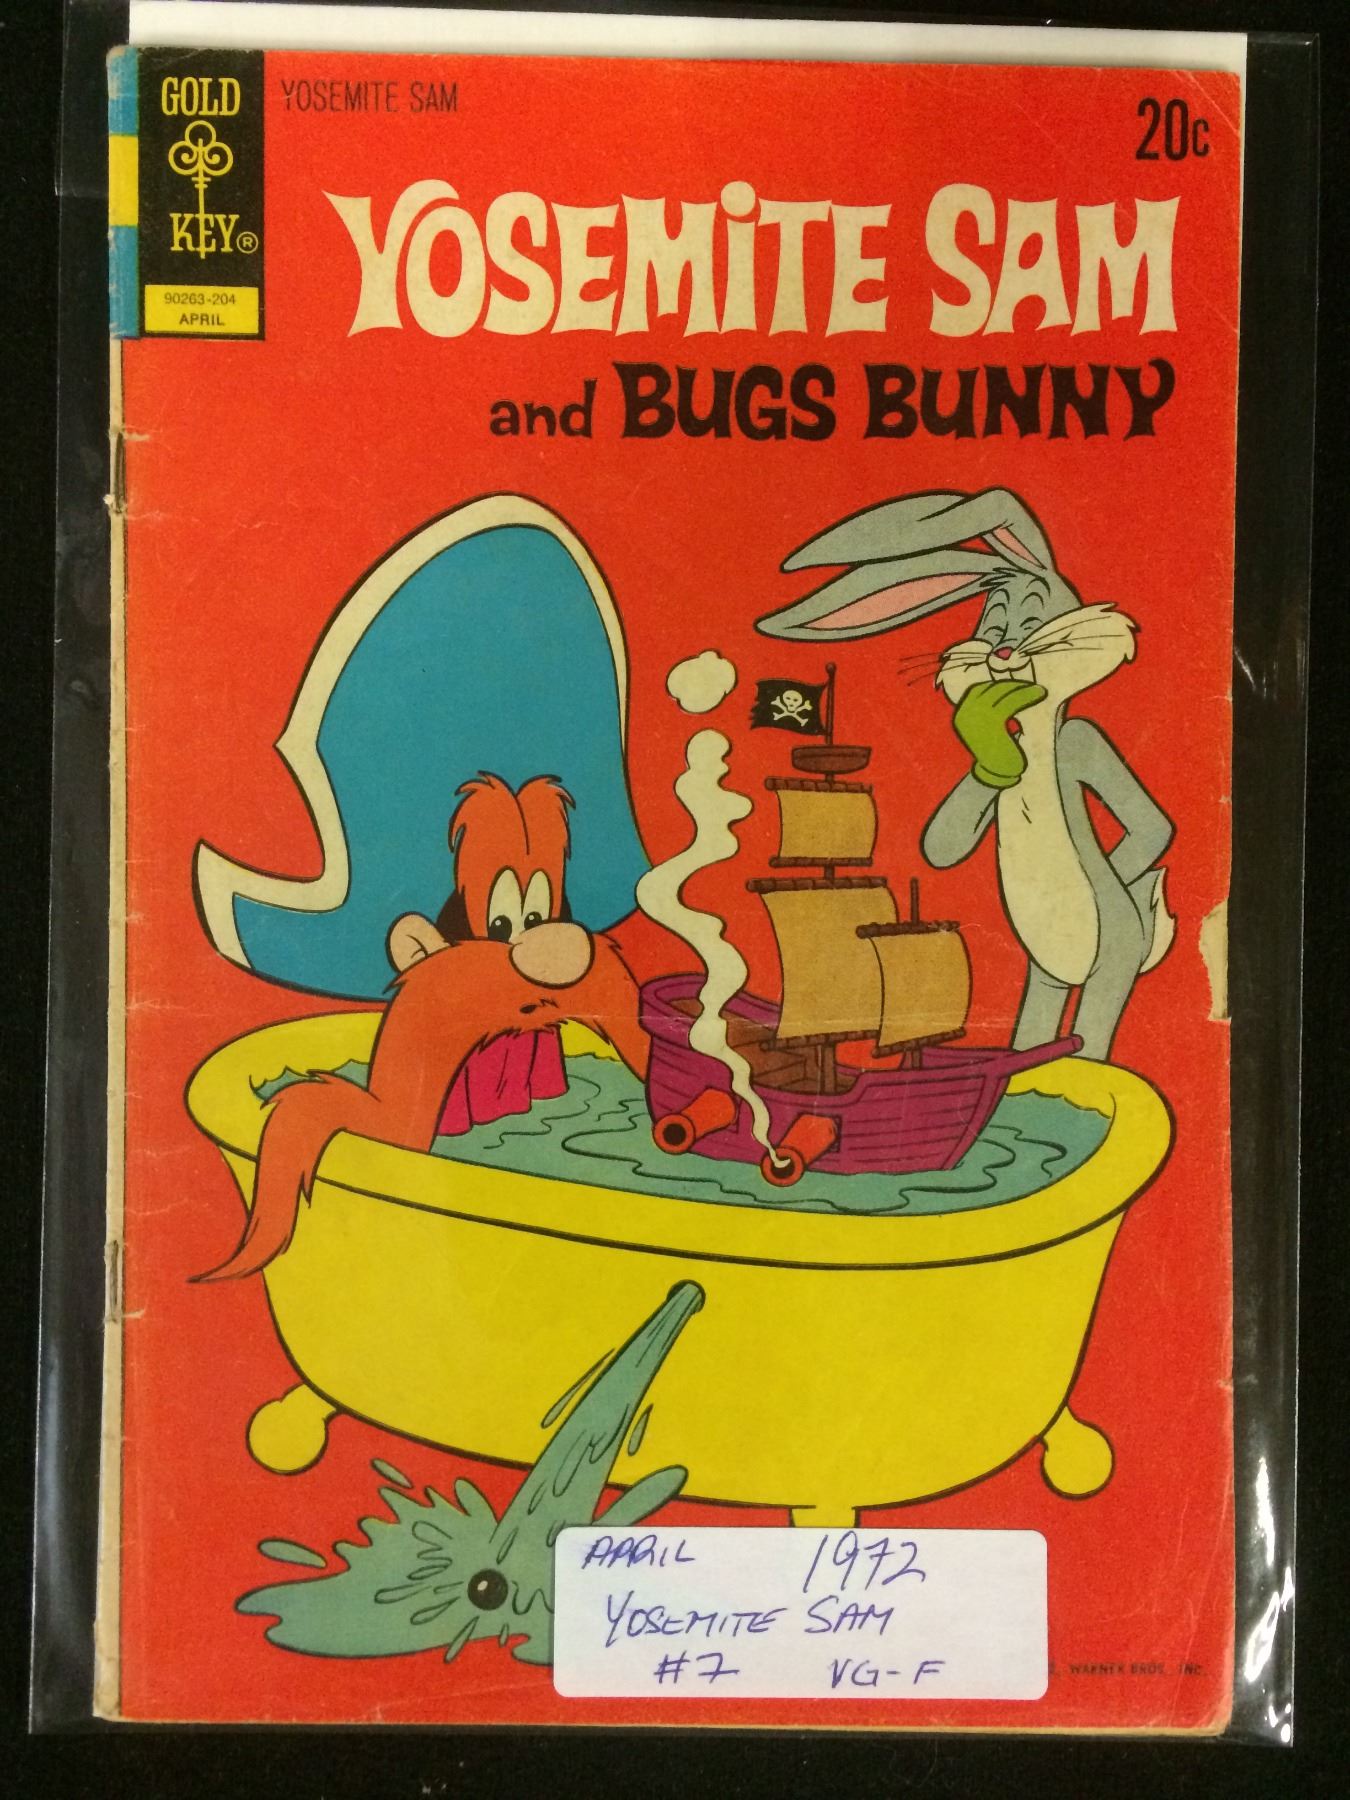 GOLD
KEY®
YOSEMITE SAM
20c
90263-204
APRIL
YOSEMiTE SAM
and BUGS BUNNY
APRIL 1972
YOSEMITE SAM
#7 VG-F
WARNER BROS. INC.